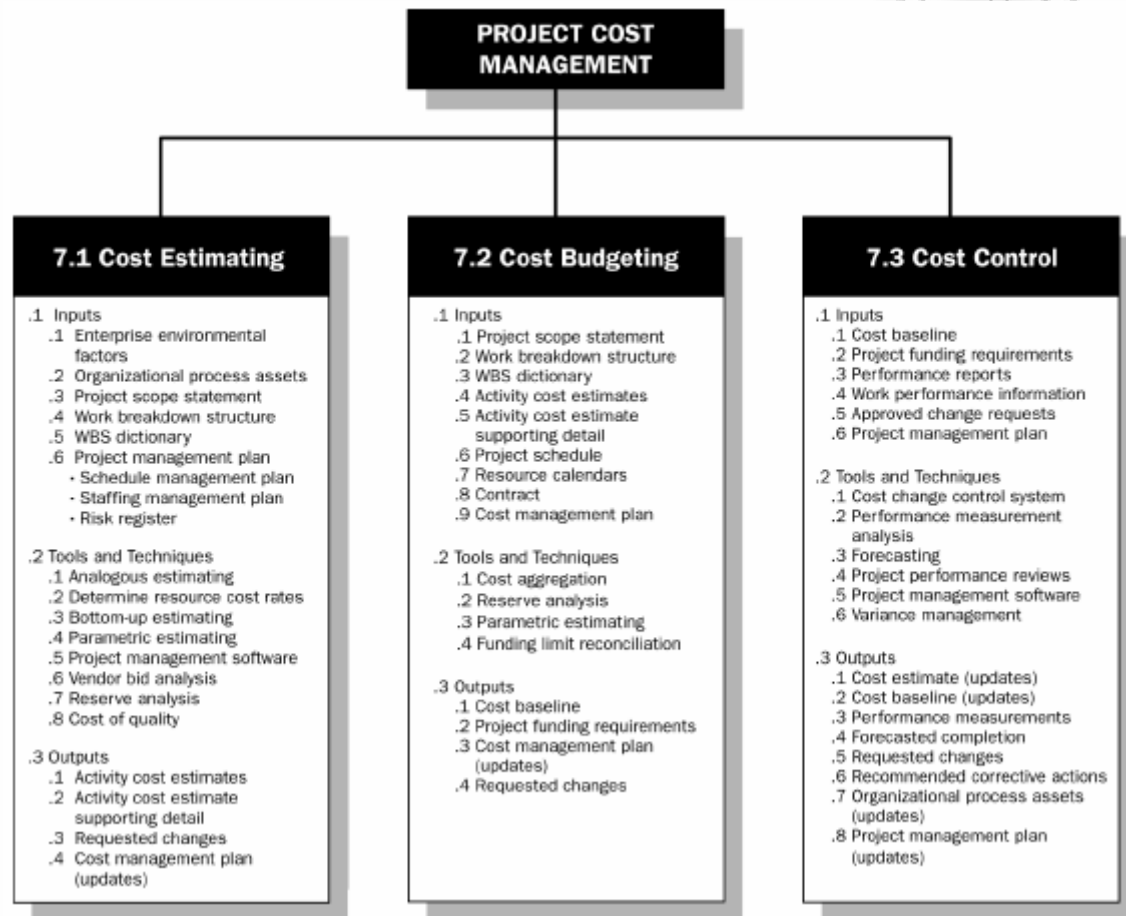 PROJECT COST
MANAGEMENT
7.1 Cost Estimating
.1 Inputs
.1 Enterprise environmental
factors
.2 Organizational process assets
.3 Project scope statement
.4 Work breakdown structure
.5 WBS dictionary
.6 Project management plan
- Schedule management plan
- Staffing management plan
- Risk register
.2 Tools and Techniques
.1 Analogous estimating
.2 Determine resource cost rates
.3 Bottom-up estimating
.4 Parametric estimating
.5 Project management software
.6 Vendor bid analysis
.7 Reserve analysis
.8 Cost of quality
.3 Outputs
.1 Activity cost estimates
.2 Activity cost estimate
supporting detail
.3 Requested changes
.4 Cost management plan
(updates)
7.2 Cost Budgeting
.1 Inputs
.1 Project scope statement
.2 Work breakdown structure
.3 WBS dictionary
.4 Activity cost estimates
.5 Activity cost estimate
supporting detail
.6 Project schedule
.7 Resource calendars
.8 Contract
.9 Cost management plan
.2 Tools and Techniques
.1 Cost aggregation
.2 Reserve analysis
.3 Parametric estimating
.4 Funding limit reconciliation
.3 Outputs
.1 Cost baseline
.2 Project funding requirements
.3 Cost management plan
(updates)
.4 Requested changes
7.3 Cost Control
.1 Inputs
.1 Cost baseline
.2 Project funding requirements
.3 Performance reports
.4 Work performance information
.5 Approved change requests
.6 Project management plan
.2 Tools and Techniques
.1 Cost change control system
.2 Performance measurement
analysis
.3 Forecasting
.4 Project performance reviews
.5 Project management software
.6 Variance management
.3 Outputs
.1 Cost estimate (updates)
.2 Cost baseline (updates)
.3 Performance measurements
.4 Forecasted completion
.5 Requested changes
.6 Recommended corrective actions
.7 Organizational process assets
(updates)
.8 Project management plan
(updates)